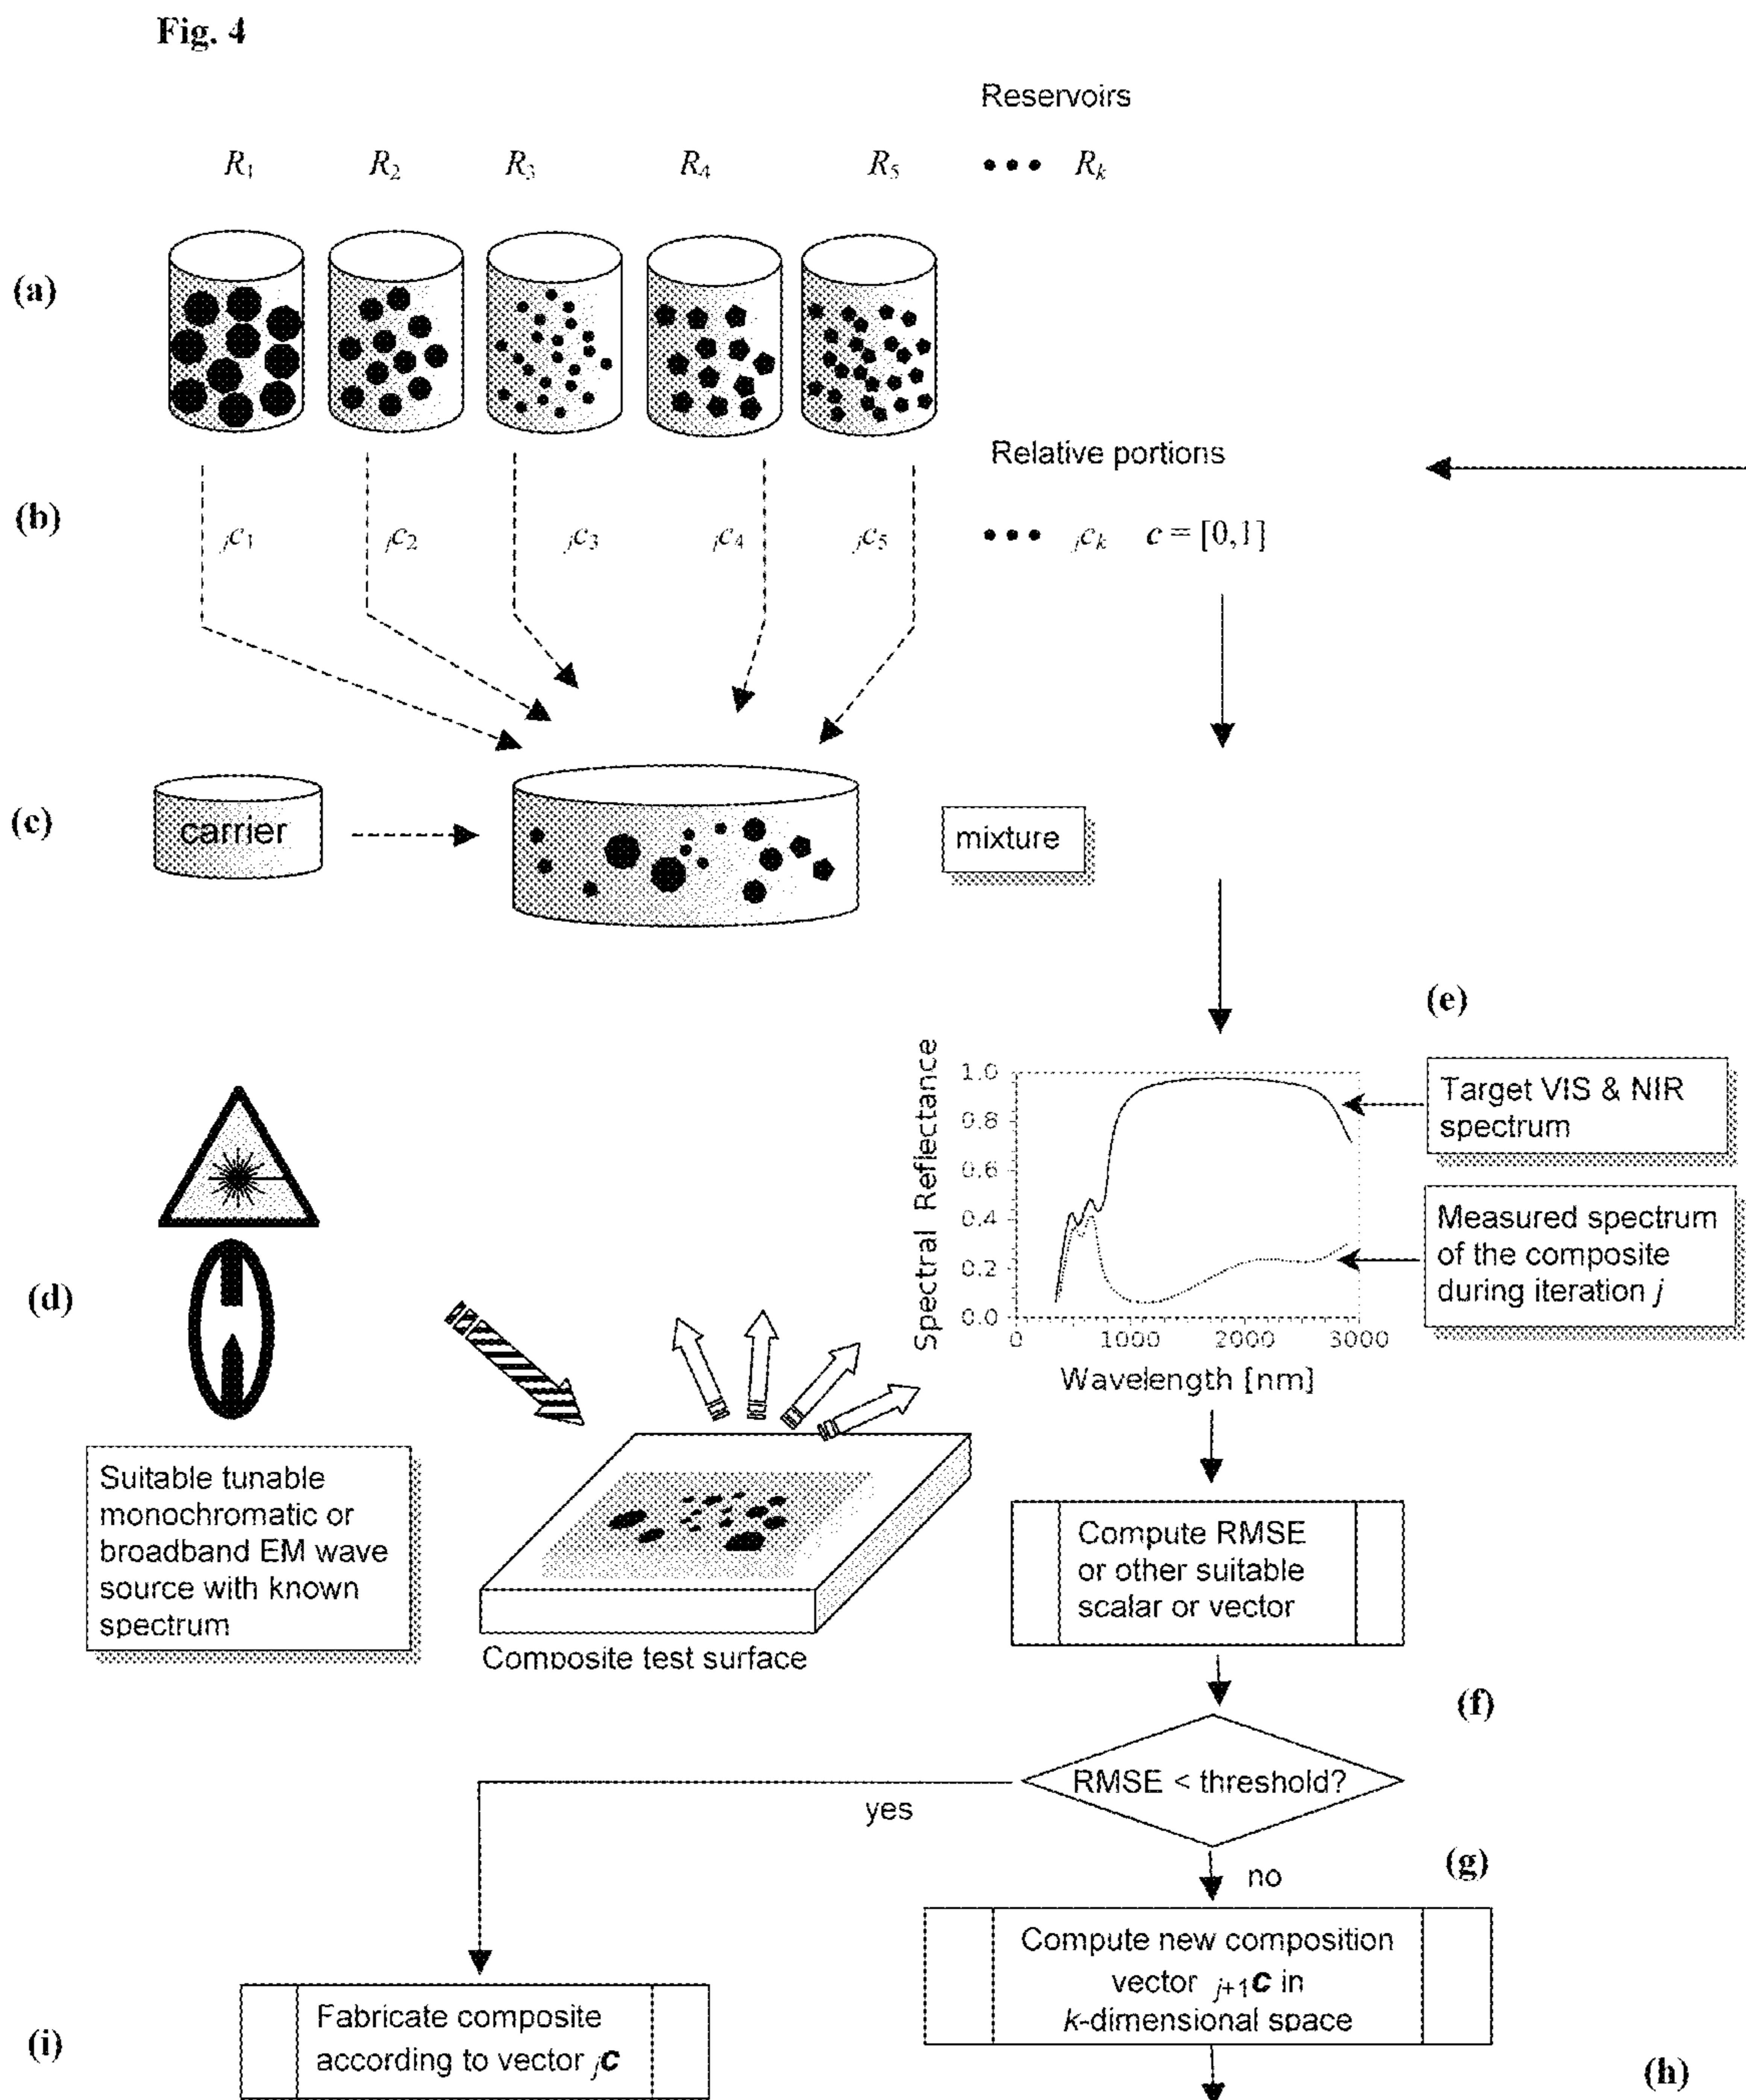 Fig. 4
Reservoirs
R1 R2 R3 R4 R5 ••• Rk
(a)
Relative portions
(b)
jc1 jc2 jc3 jc4 jc5 ••• jck c = [0,1]
(c)
carrier
mixture
(e)
Spectral Reflectance
1.0
0.8
0.6
0.4
0.2
0.0
0 1000 2000 3000
Wavelength [nm]
Target VIS & NIR
spectrum
Measured spectrum
of the composite
during iteration j
(d)
Suitable tunable
monochromatic or
broadband EM wave
source with known
spectrum
Composite test surface
Compute RMSE
or other suitable
scalar or vector
(f)
RMSE < threshold?
yes
no
(g)
Compute new composition
vector j+1c in
k-dimensional space
(i)
Fabricate composite
according to vector jc
(h)